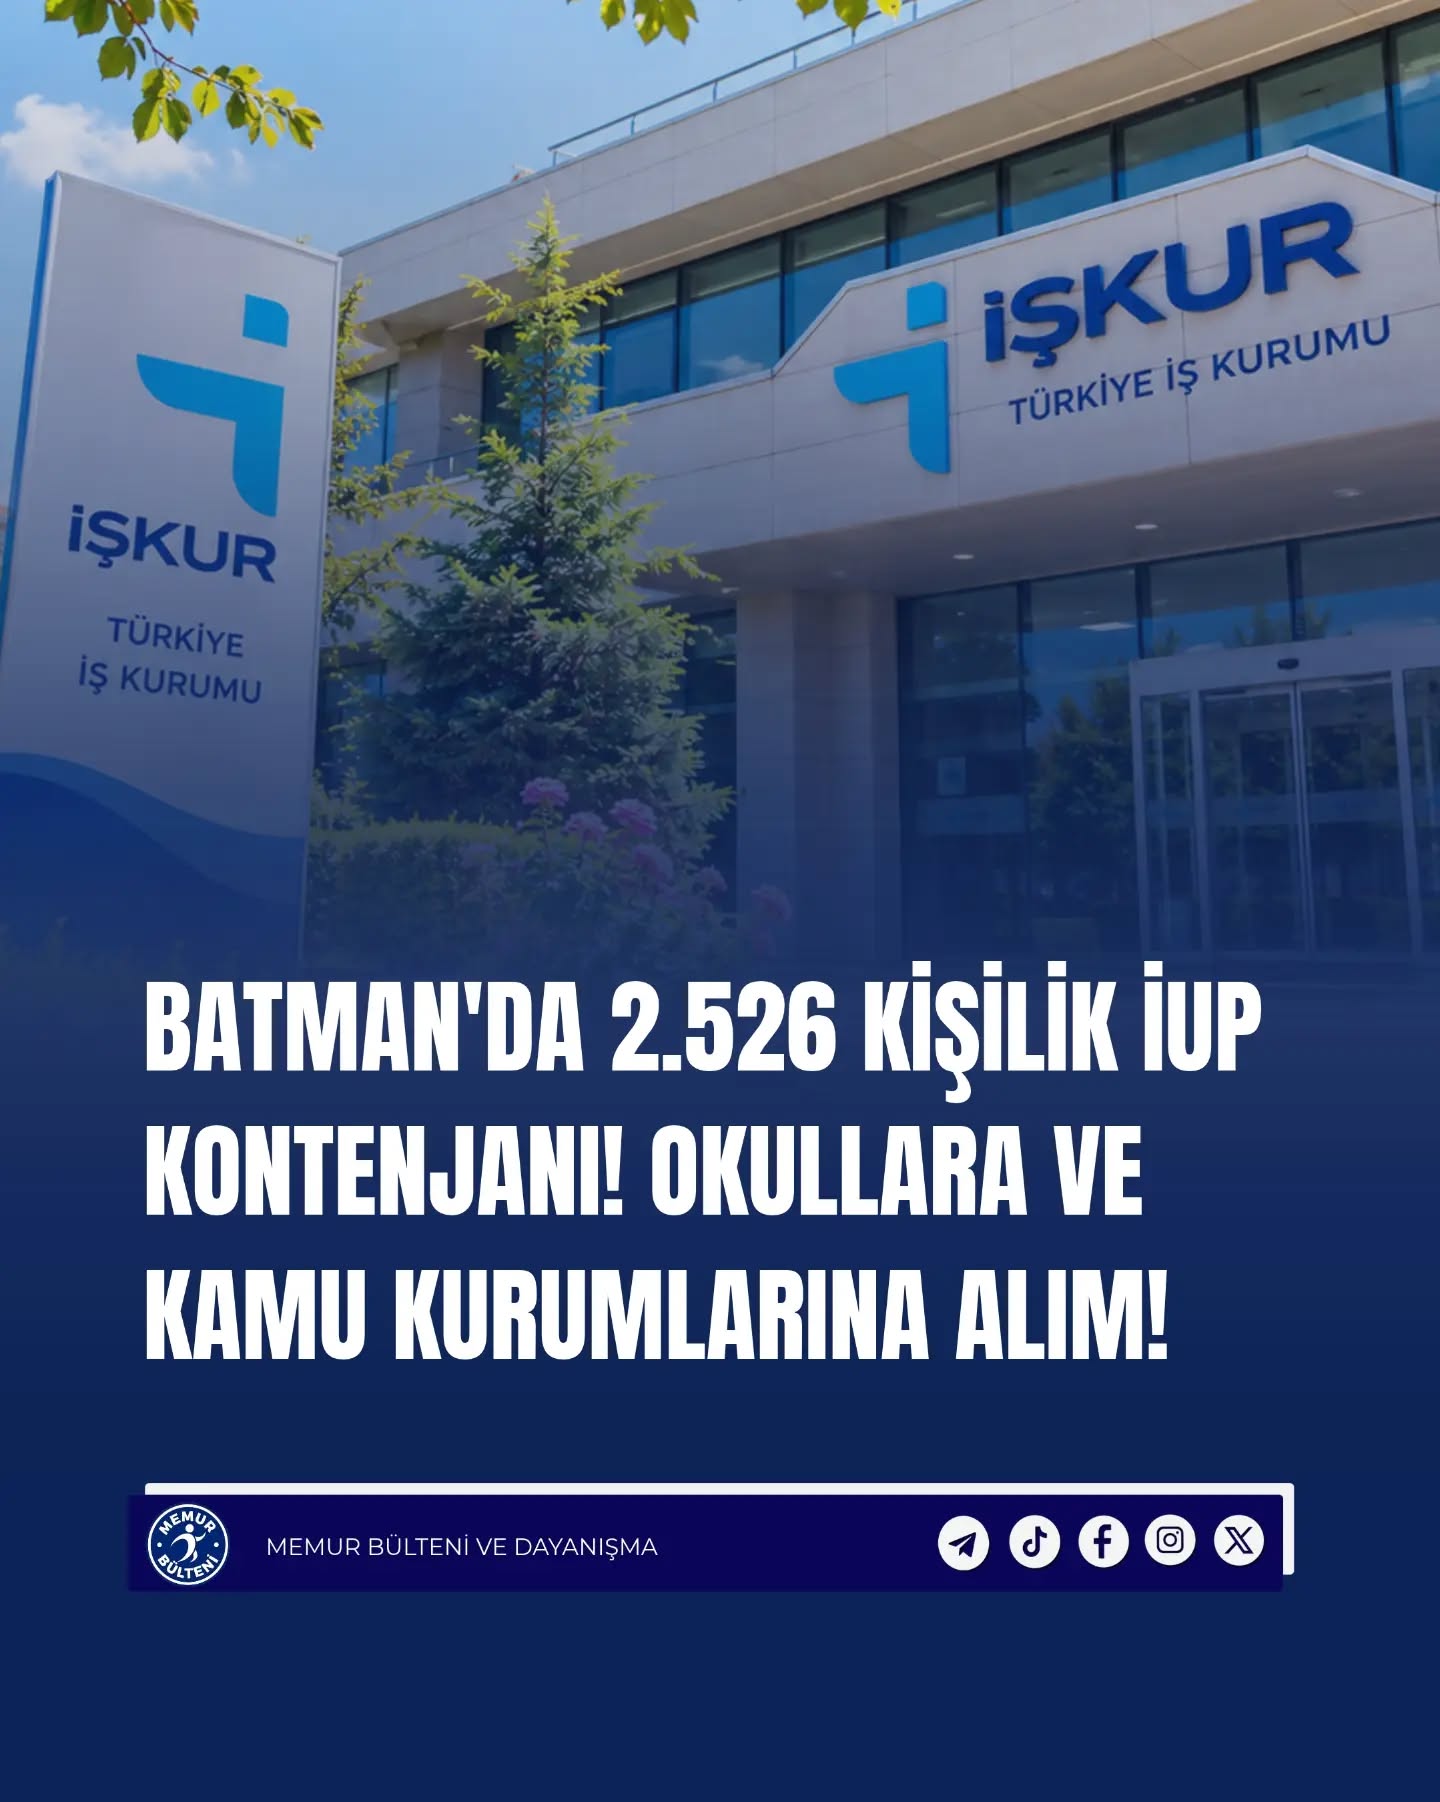 İŞKUR
TÜRKİYE İŞ KURUMU
İŞKUR
TÜRKİYE
İŞ KURUMU
BATMAN'DA 2.526 KİŞİLİK İUP
KONTENJANI! OKULLARA VE
KAMU KURUMLARINA ALIM!
MEMUR
BÜLTENİ
MEMUR BÜLTENİ VE DAYANIŞMA